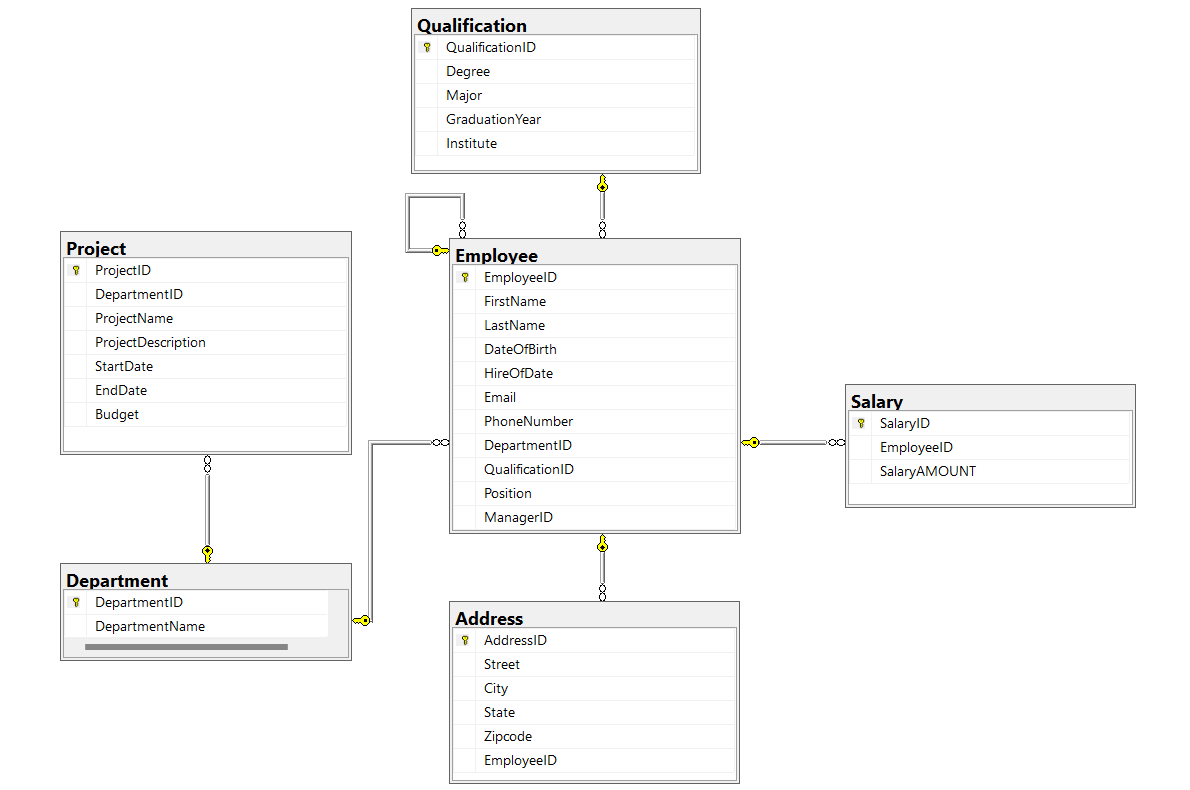 Qualification
QualificationID
Degree
Major
GraduationYear
Institute
Project
ProjectID
DepartmentID
ProjectName
ProjectDescription
StartDate
EndDate
Budget
Employee
EmployeeID
FirstName
LastName
DateOfBirth
HireOfDate
Email
PhoneNumber
DepartmentID
QualificationID
Position
ManagerID
Salary
SalaryID
EmployeeID
SalaryAMOUNT
Department
DepartmentID
DepartmentName
Address
AddressID
Street
City
State
Zipcode
EmployeeID